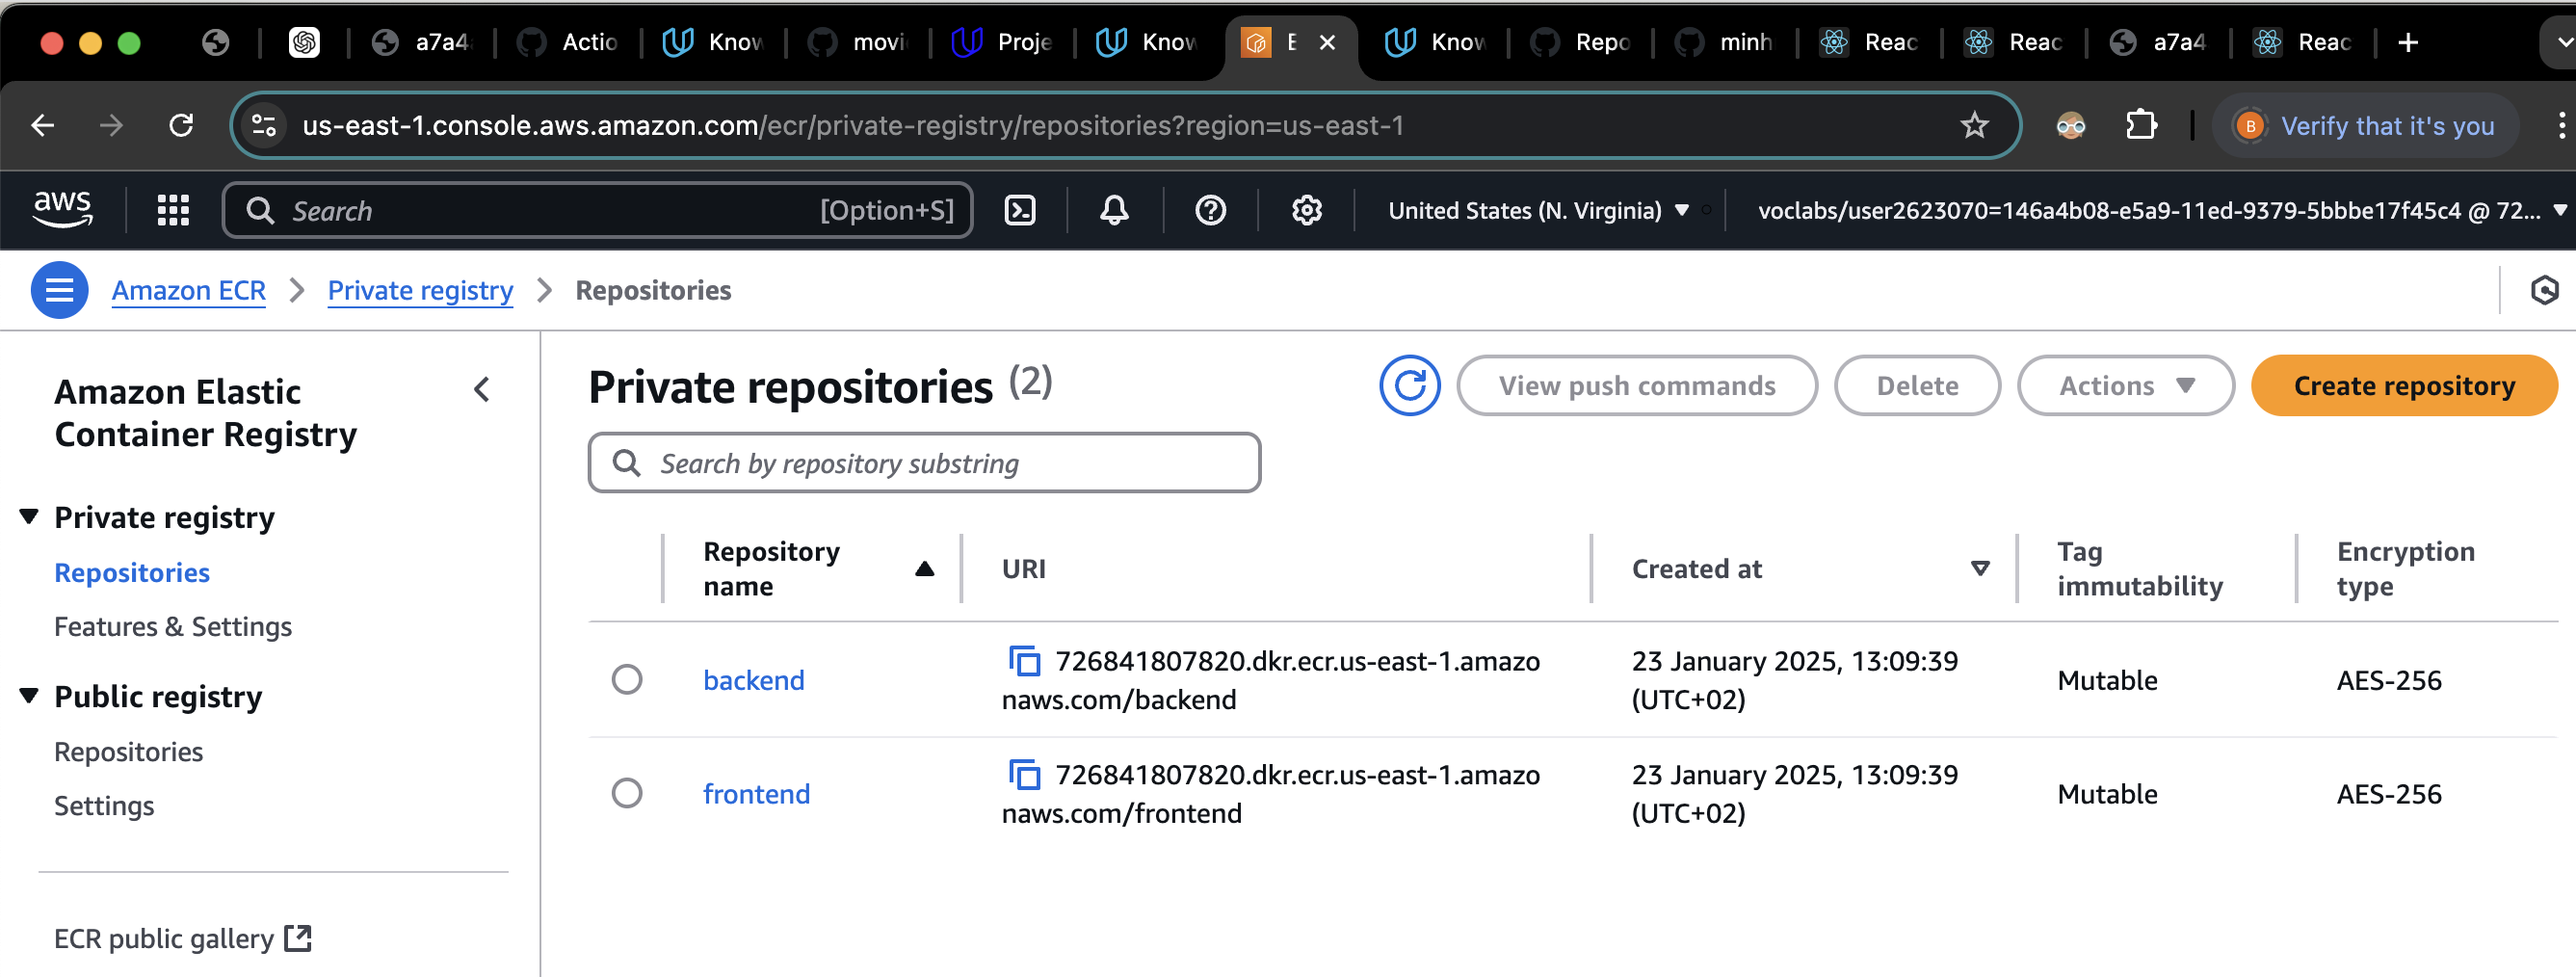 a7a4
Actio
Know
movi
Proje
Know
E
Know
Repo
minh
Reac
Reac
a7a4
Reac
us-east-1.console.aws.amazon.com/ecr/private-registry/repositories?region=us-east-1
B
Verify that it's you
aws
Search
[Option+S]
United States (N. Virginia)
voclabs/user2623070=146a4b08-e5a9-11ed-9379-5bbbe17f45c4 @ 72...
Amazon ECR
Private registry
Repositories
Amazon Elastic
Container Registry
Private registry
Repositories
Features & Settings
Public registry
Repositories
Settings
ECR public gallery
Private repositories (2)
View push commands
Delete
Actions
Create repository
Search by repository substring
Repository
name
URI
Created at
Tag
immutability
Encryption
type
backend
726841807820.dkr.ecr.us-east-1.amazo
naws.com/backend
23 January 2025, 13:09:39
(UTC+02)
Mutable
AES-256
frontend
726841807820.dkr.ecr.us-east-1.amazo
naws.com/frontend
23 January 2025, 13:09:39
(UTC+02)
Mutable
AES-256